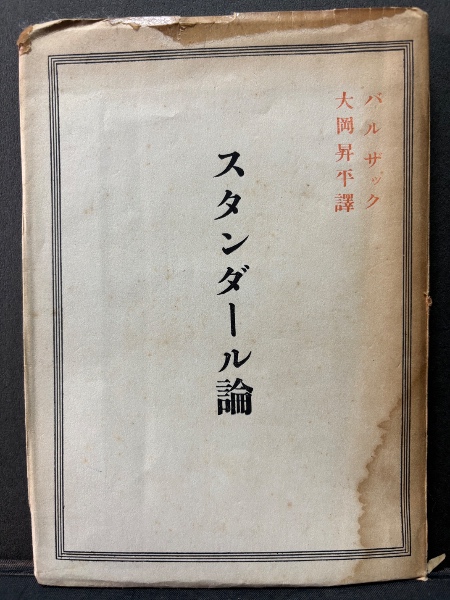 バルザック
大岡昇平譯
スタンダール論